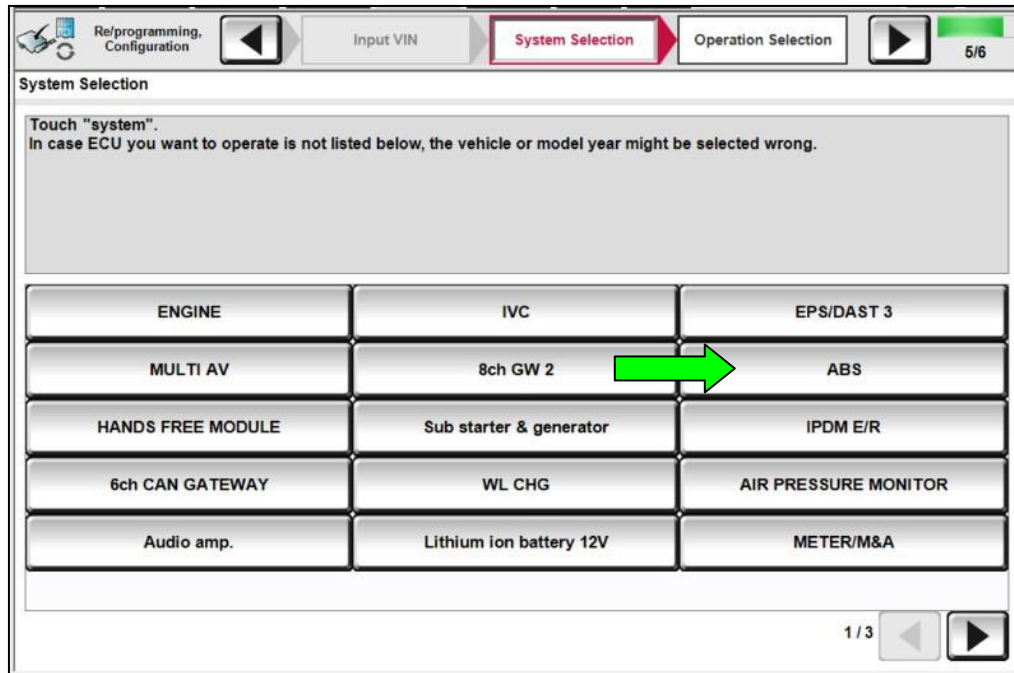 Re/programming,
Configuration
Input VIN
System Selection
Operation Selection
5/6
System Selection
Touch "system".
In case ECU you want to operate is not listed below, the vehicle or model year might be selected wrong.
ENGINE
IVC
EPS/DAST 3
MULTI AV
8ch GW 2
ABS
HANDS FREE MODULE
Sub starter & generator
IPDM E/R
6ch CAN GATEWAY
WL CHG
AIR PRESSURE MONITOR
Audio amp.
Lithium ion battery 12V
METER/M&A
1 / 3